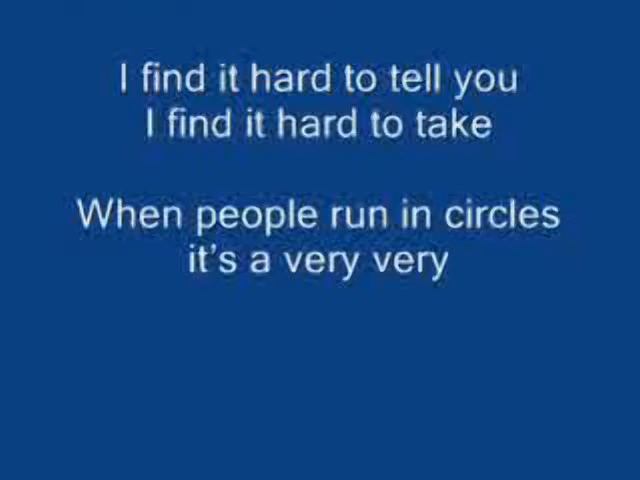 I find it hard to tell you
I find it hard to take
When people run in circles
it's a very very